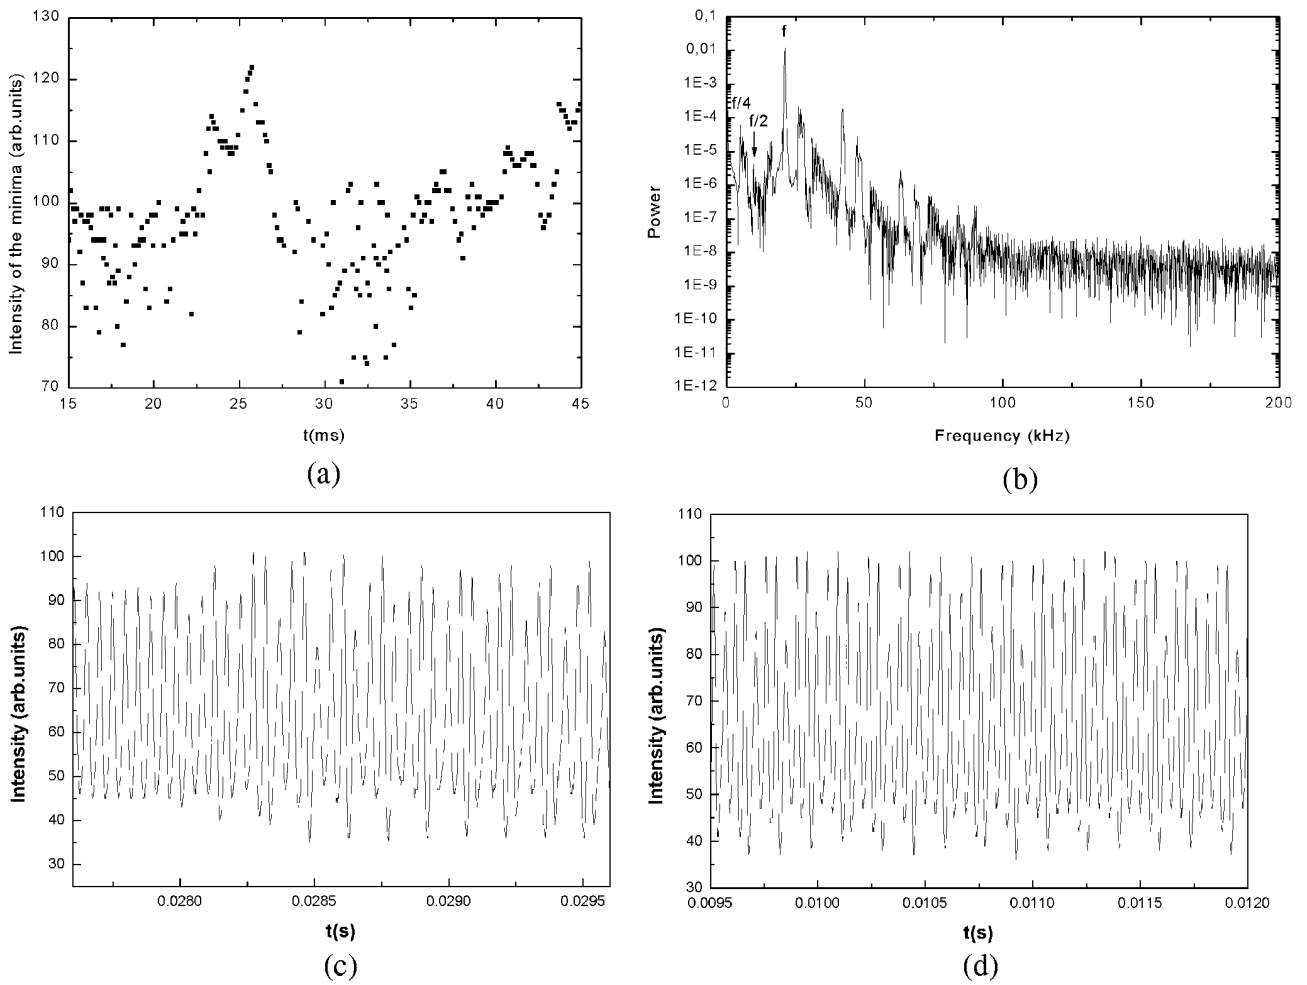 130
120
110
100
90
80
70
15 20 25 30 35 40 45
Intensity of the minima (arb.units)
t(ms)
(a)
0,1
0,01
1E-3
1E-4
1E-5
1E-6
1E-7
1E-8
1E-9
1E-10
1E-11
1E-12
f
f/4
f/2
0 50 100 150 200
Power
Frequency (kHz)
(b)
110
100
90
80
70
60
50
40
30
0.0280 0.0285 0.0290 0.0295
Intensity (arb.units)
t(s)
(c)
110
100
90
80
70
60
50
40
30
0.0095 0.0100 0.0105 0.0110 0.0115 0.0120
Intensity (arb.units)
t(s)
(d)